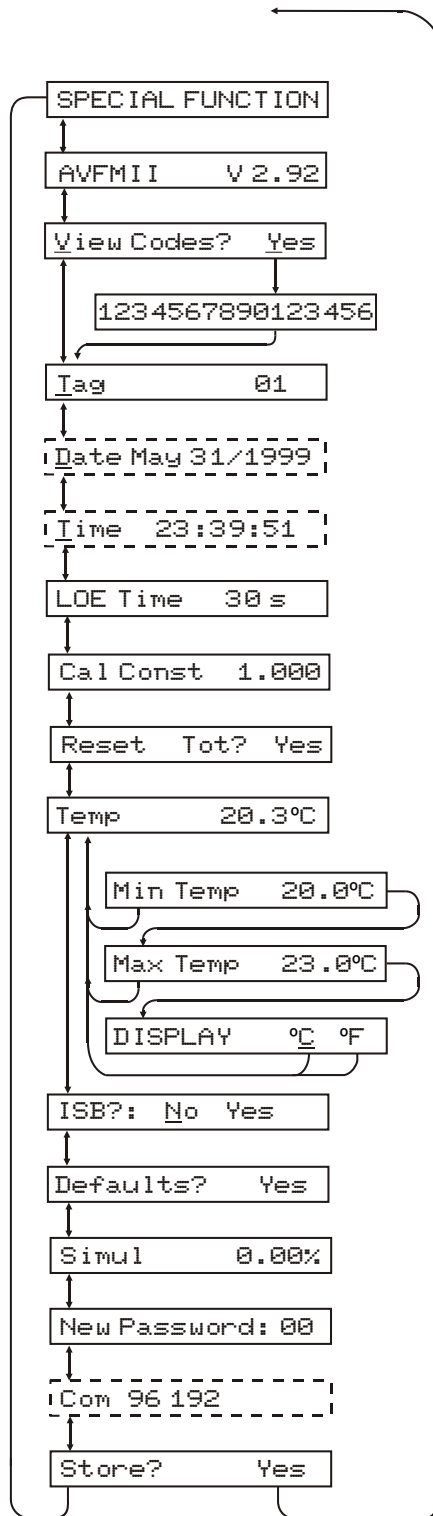 SPECIAL FUNCTION
AVFMII V 2.92
View Codes? Yes
1234567890123456
Tag 01
Date May 31/1999
Time 23:39:51
LOE Time 30 s
Cal Const 1.000
Reset Tot? Yes
Temp 20.3ºC
Min Temp 20.0ºC
Max Temp 23.0ºC
DISPLAY ºC ºF
ISB?: No Yes
Defaults? Yes
Simul 0.00%
New Password: 00
Com 96 192
Store? Yes